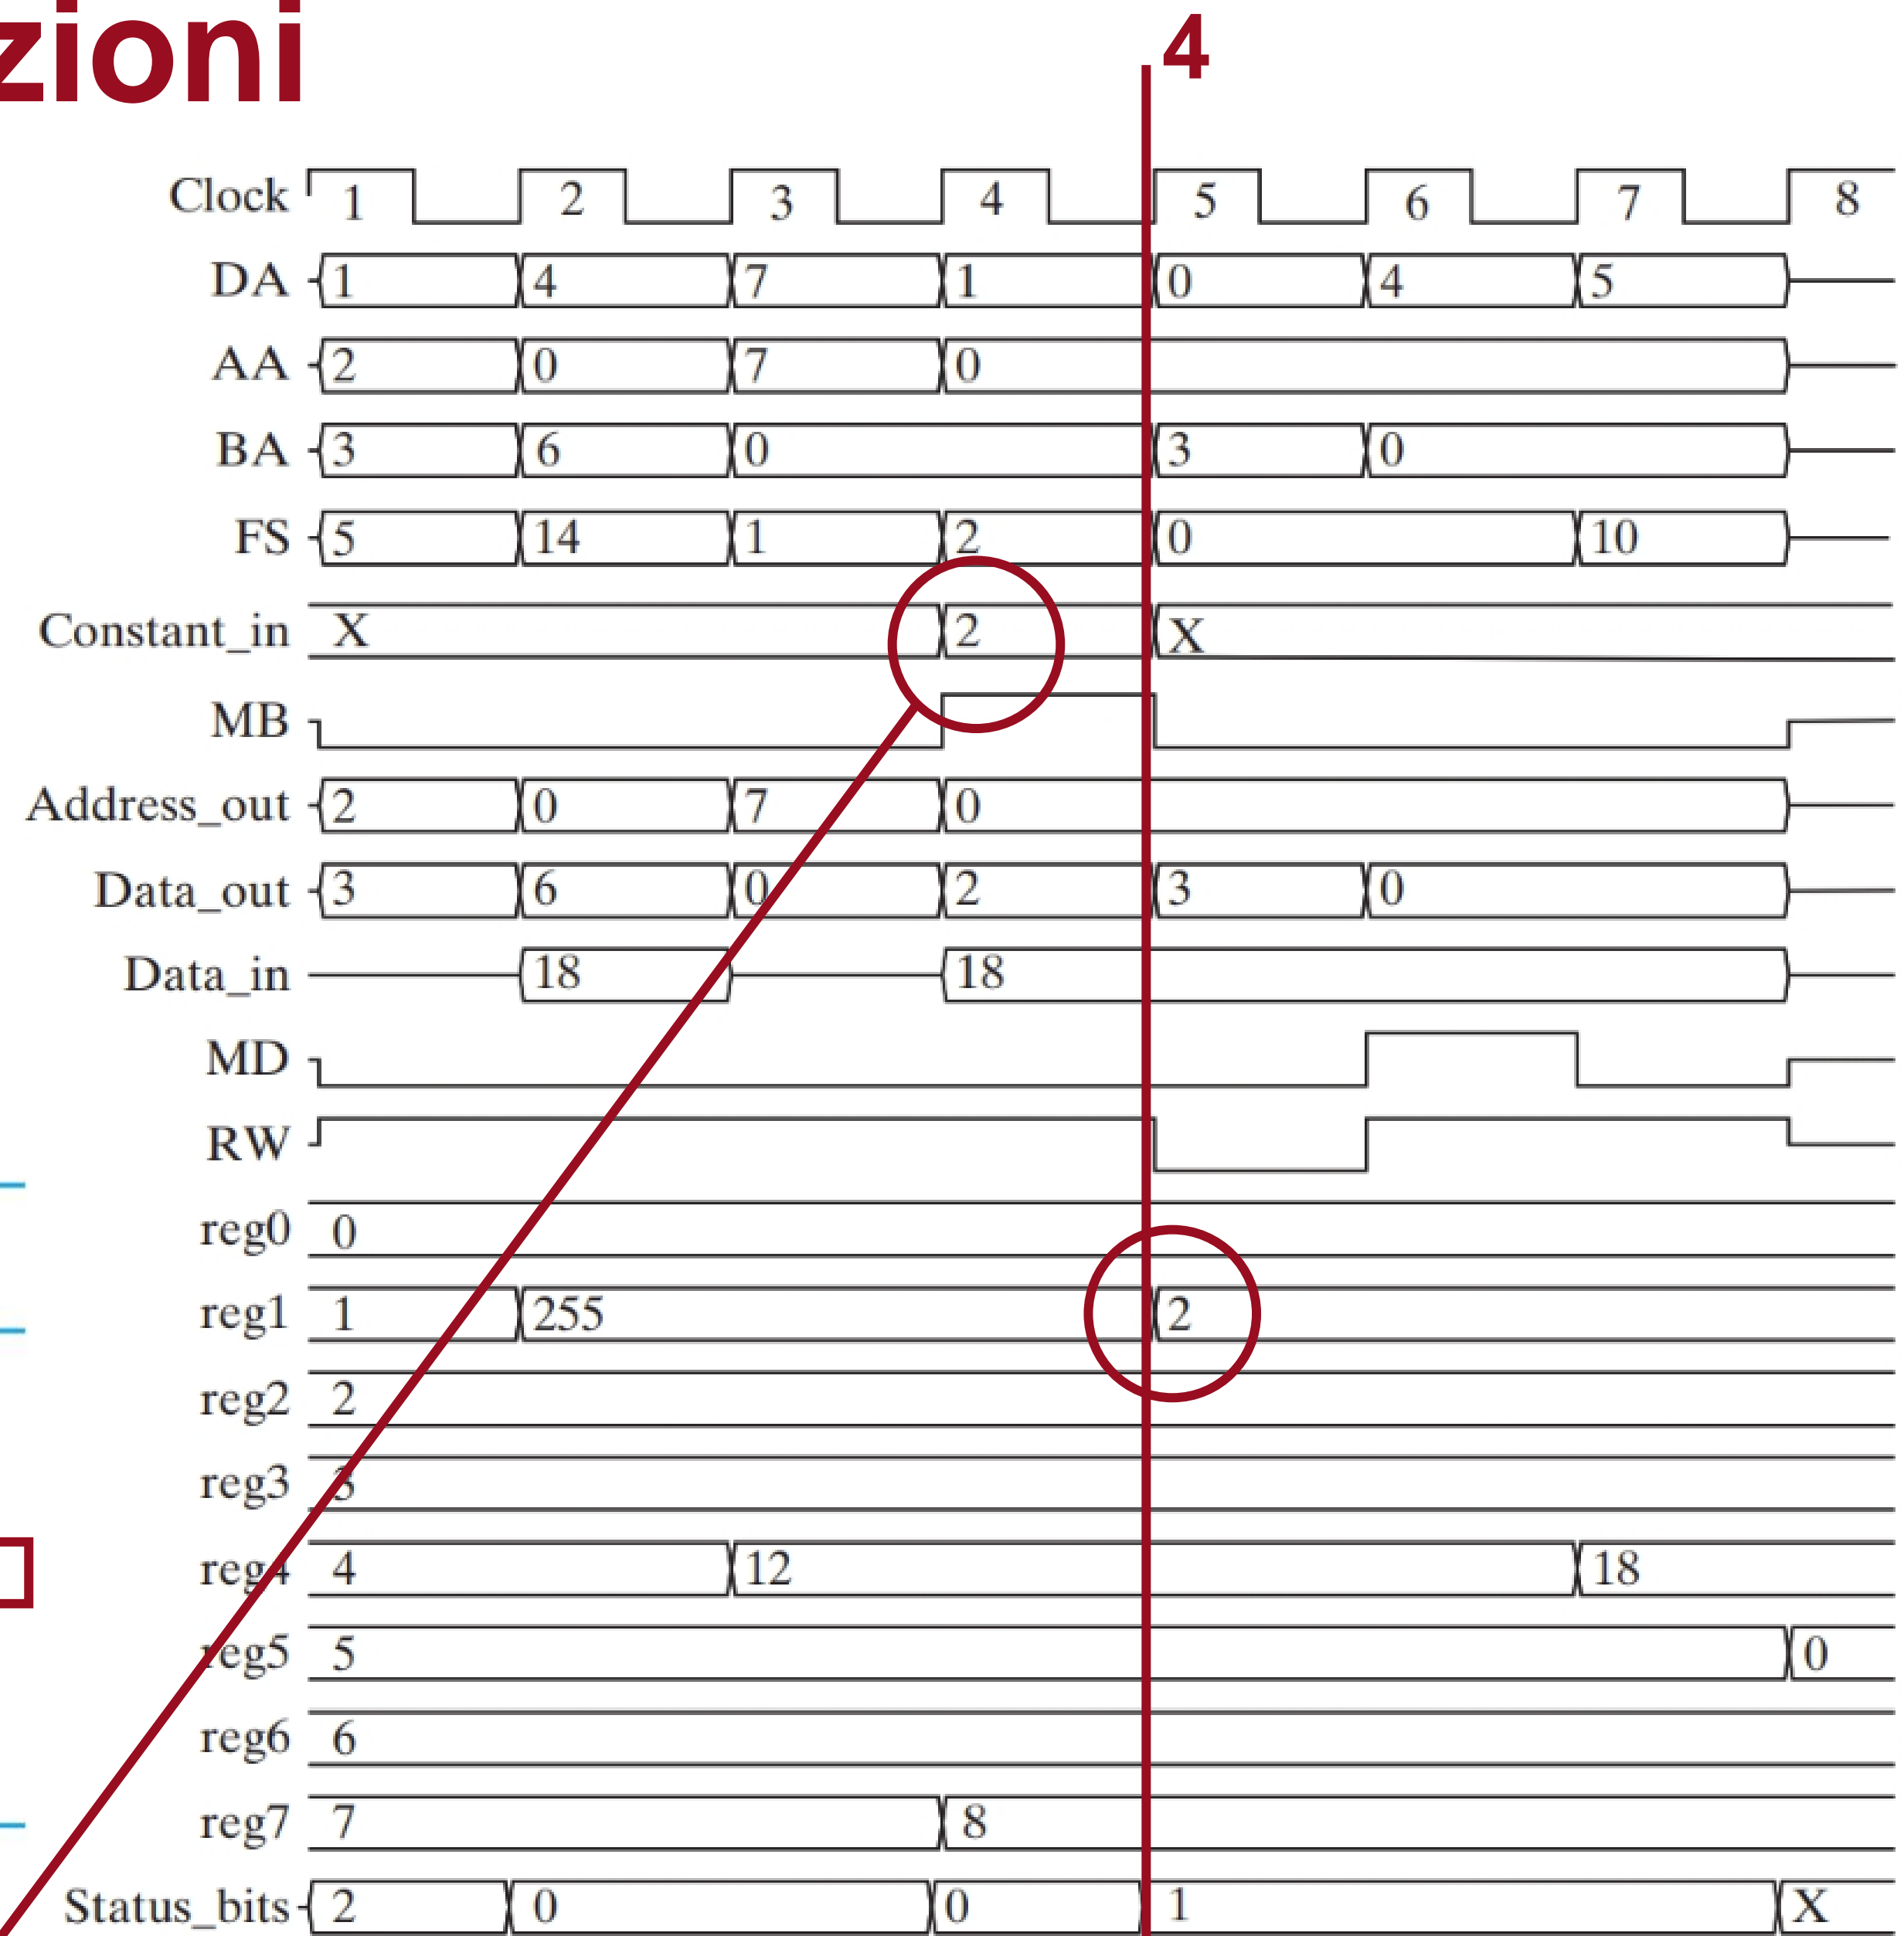 zioni
4
Clock 1 2 3 4 5 6 7 8
DA 1 4 7 1 0 4 5
AA 2 0 7 0
BA 3 6 0 3 0
FS 5 14 1 2 0 10
Constant_in X 2 X
MB
Address_out 2 0 7 0
Data_out 3 6 0 2 3 0
Data_in 18 18
MD
RW
reg0 0
reg1 1 255 2
reg2 2
reg3 3
reg4 4 12 18
reg5 5 0
reg6 6
reg7 7 8
Status_bits 2 0 0 1 X